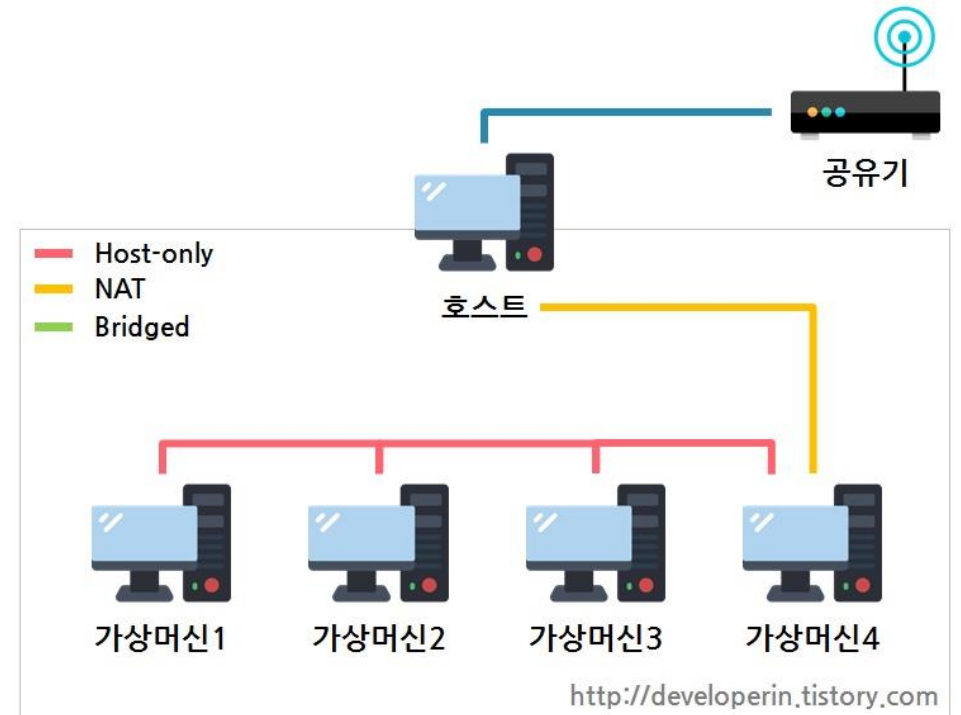 공유기
Host-only
NAT
Bridged
호스트
가상머신1
가상머신2
가상머신3
가상머신4
http://developerin.tistory.com